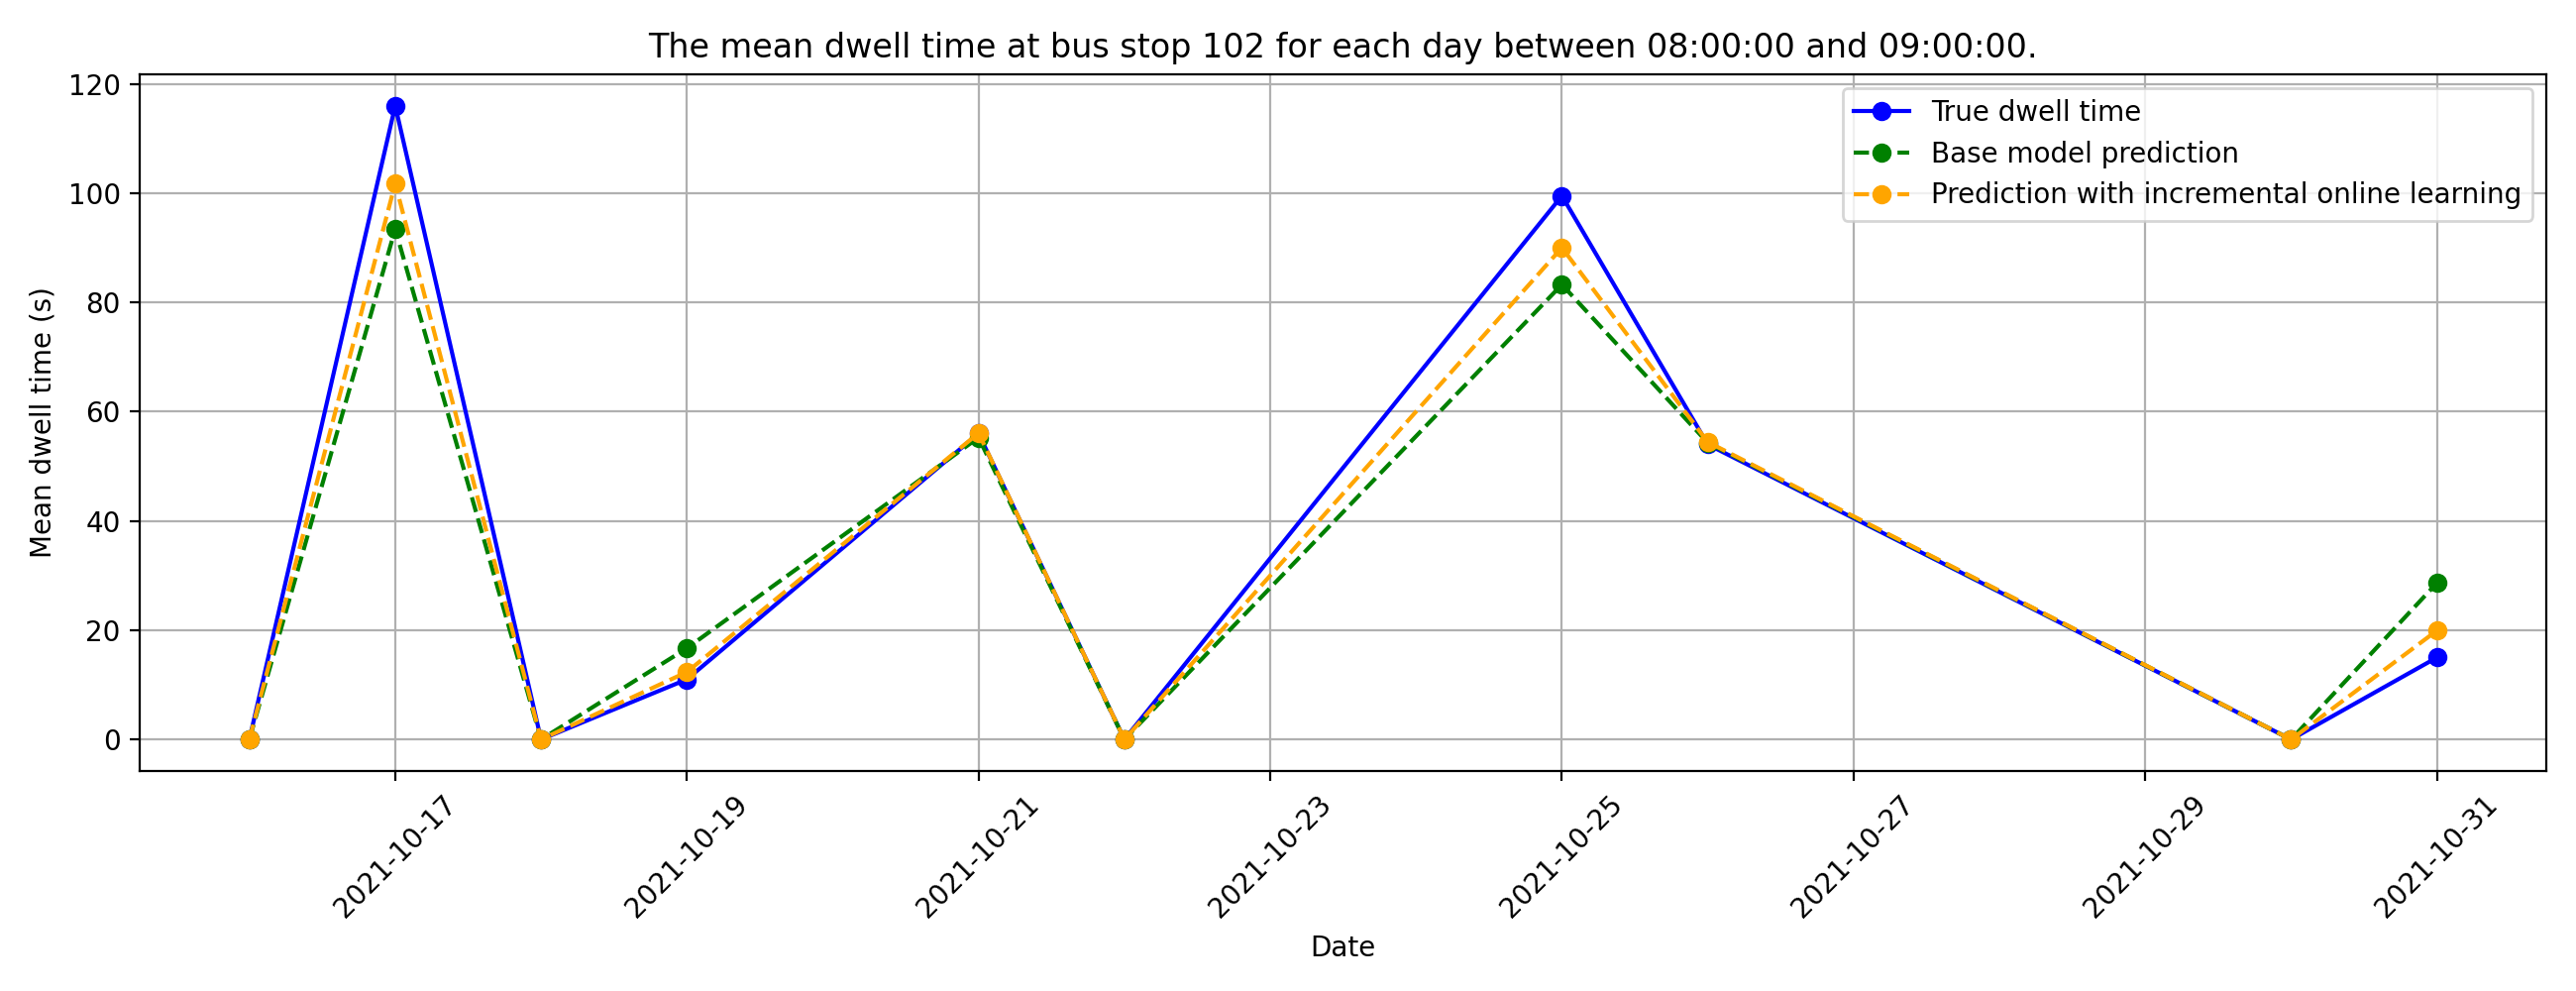 The mean dwell time at bus stop 102 for each day between 08:00:00 and 09:00:00.
120
100
80
60
40
20
0
Mean dwell time (s)
True dwell time
Base model prediction
Prediction with incremental online learning
2021-10-17
2021-10-19
2021-10-21
2021-10-23
2021-10-25
2021-10-27
2021-10-29
2021-10-31
Date